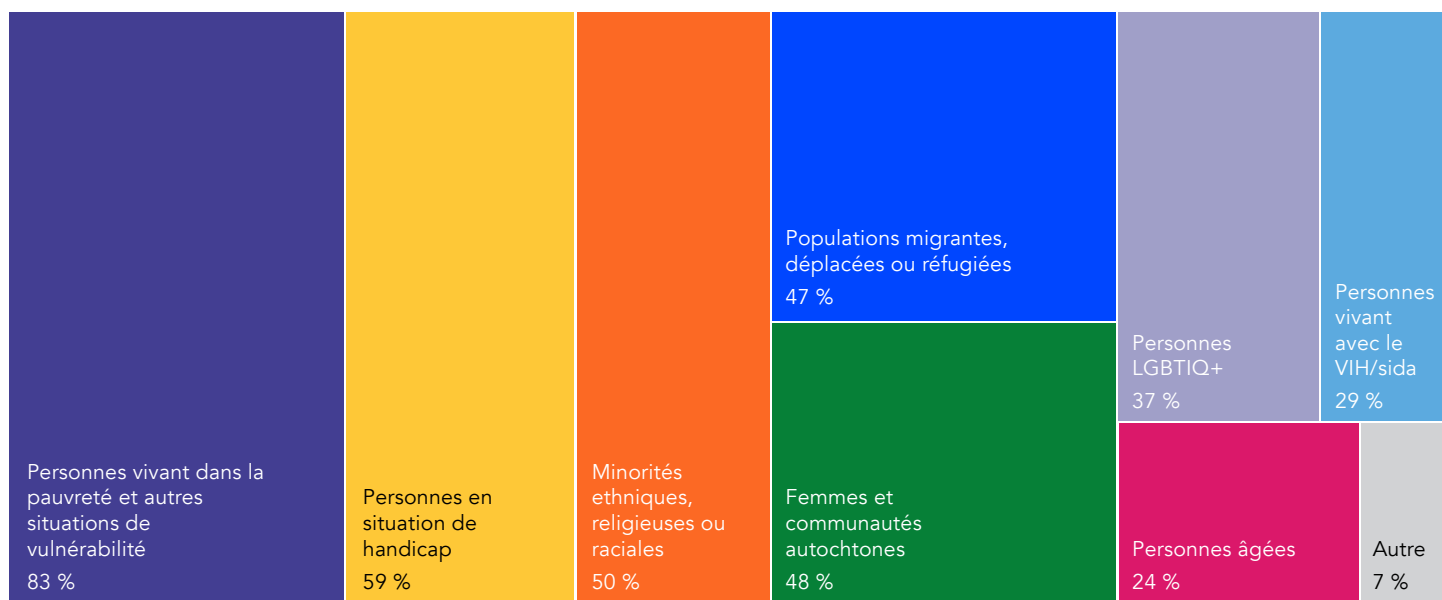 Personnes vivant dans la
pauvreté et autres
situations de
vulnérabilité
83 %
Personnes en
situation de
handicap
59 %
Minorités
ethniques,
religieuses ou
raciales
50 %
Populations migrantes,
déplacées ou réfugiées
47 %
Femmes et
communautés
autochtones
48 %
Personnes
LGBTIQ+
37 %
Personnes
vivant
avec le
VIH/sida
29 %
Personnes âgées
24 %
Autre
7 %